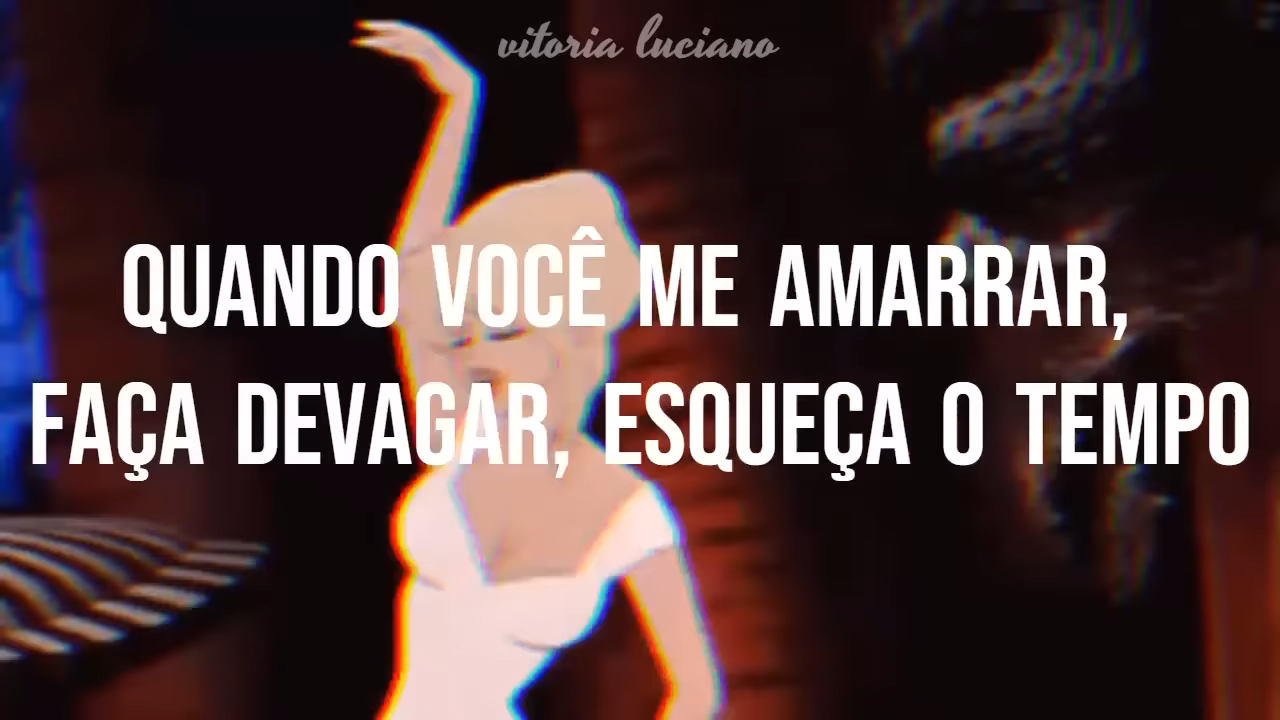 vitoria luciano
QUANDO VOCÊ ME AMARRAR,
FAÇA DEVAGAR, ESQUEÇA O TEMPO